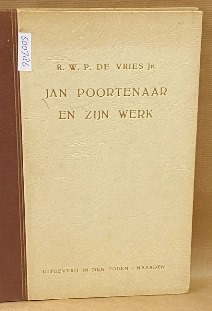 R. W. P. DE VRIES Jr.
JAN POORTENAAR
EN ZIJN WERK
UITGEVERIJ IN DEN TOREN - NAARDEN